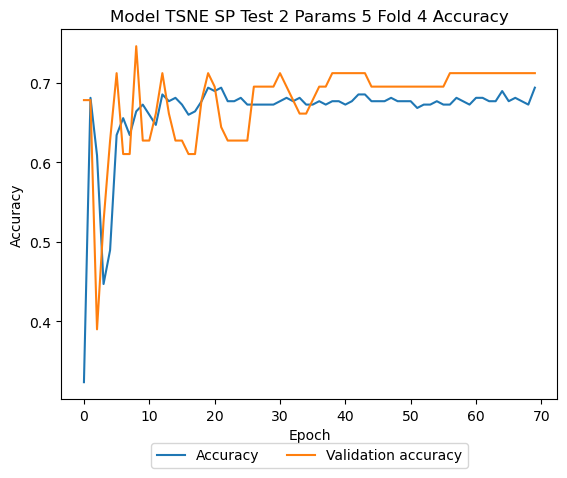 Model TSNE SP Test 2 Params 5 Fold 4 Accuracy
Accuracy
0.7
0.6
0.5
0.4
0 10 20 30 40 50 60 70
Epoch
Accuracy Validation accuracy